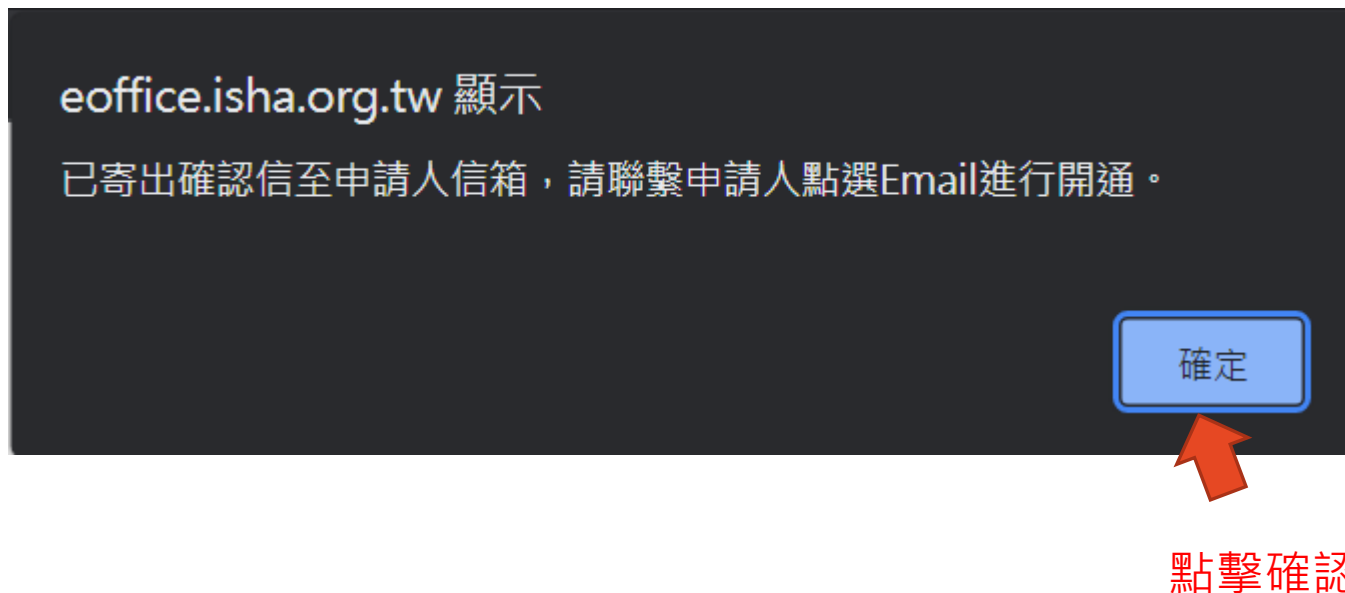 eoffice.isha.org.tw 顯示
已寄出確認信至申請人信箱，請聯繫申請人點選Email進行開通。
確定
點擊確認